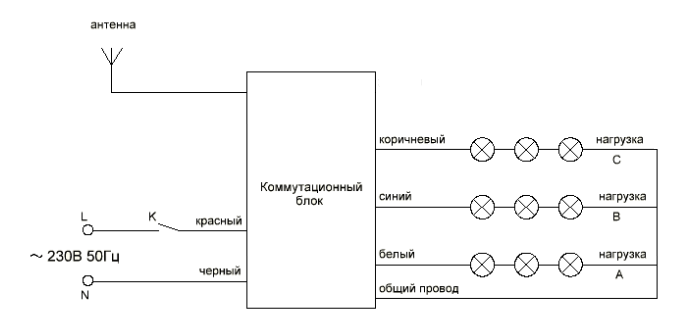 антенна
коричневый
нагрузка
С
Коммутационный
блок
синий
нагрузка
В
L
К
красный
~ 230В 50Гц
белый
нагрузка
А
черный
N
общий провод